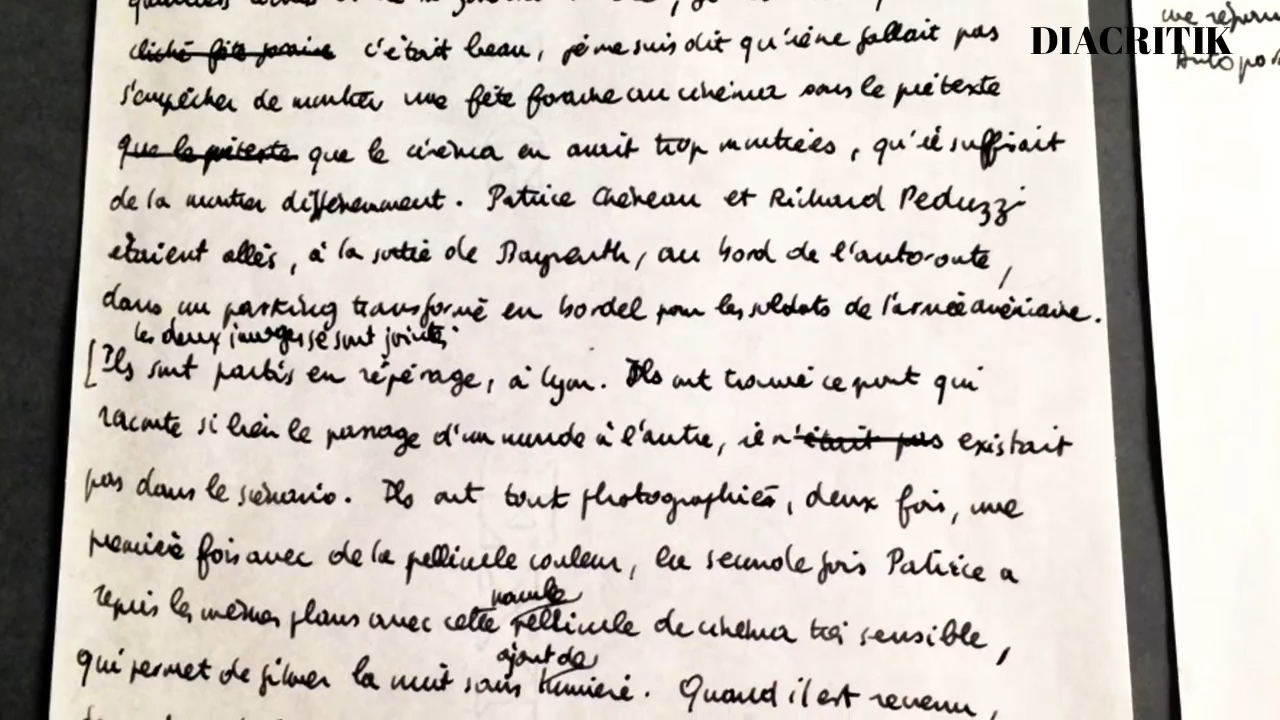 DIACRITIK
cliché fête foraine c'était beau, je me suis dit qu'il ne fallait pas
s'empêcher de montrer une fête foraine au cinéma sous le prétexte
que le prétexte que le cinéma en aurait trop montrées, qu'il suffisait
de la montrer différemment. Patrice Chéreau et Richard Peduzzi
étaient allés, à la sortie de Bayreuth, au bord de l'autoroute,
dans un parking transformé en bordel pour les soldats de l'armée américaine.
les deux images se sont jointes
[Ils sont partis en répérage, à Lyon. Ils ont trouvé ce pont qui
raconte si bien le passage d'un monde à l'autre, il n'était pas existait
pas dans le scénario. Ils ont tout photographié, deux fois, une
première fois avec de la pellicule couleur, la seconde fois Patrice a
nouvelle
repris les mêmes plans avec cette pellicule de cinéma très sensible,
ajout de
qui permet de filmer la nuit sans lumière. Quand il est revenu,